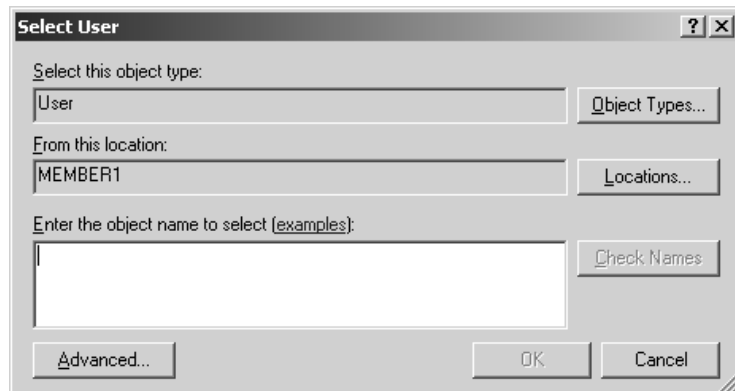 Select User
Select this object type:
User
Object Types...
From this location:
MEMBER1
Locations...
Enter the object name to select (examples):
Check Names
Advanced...
OK
Cancel